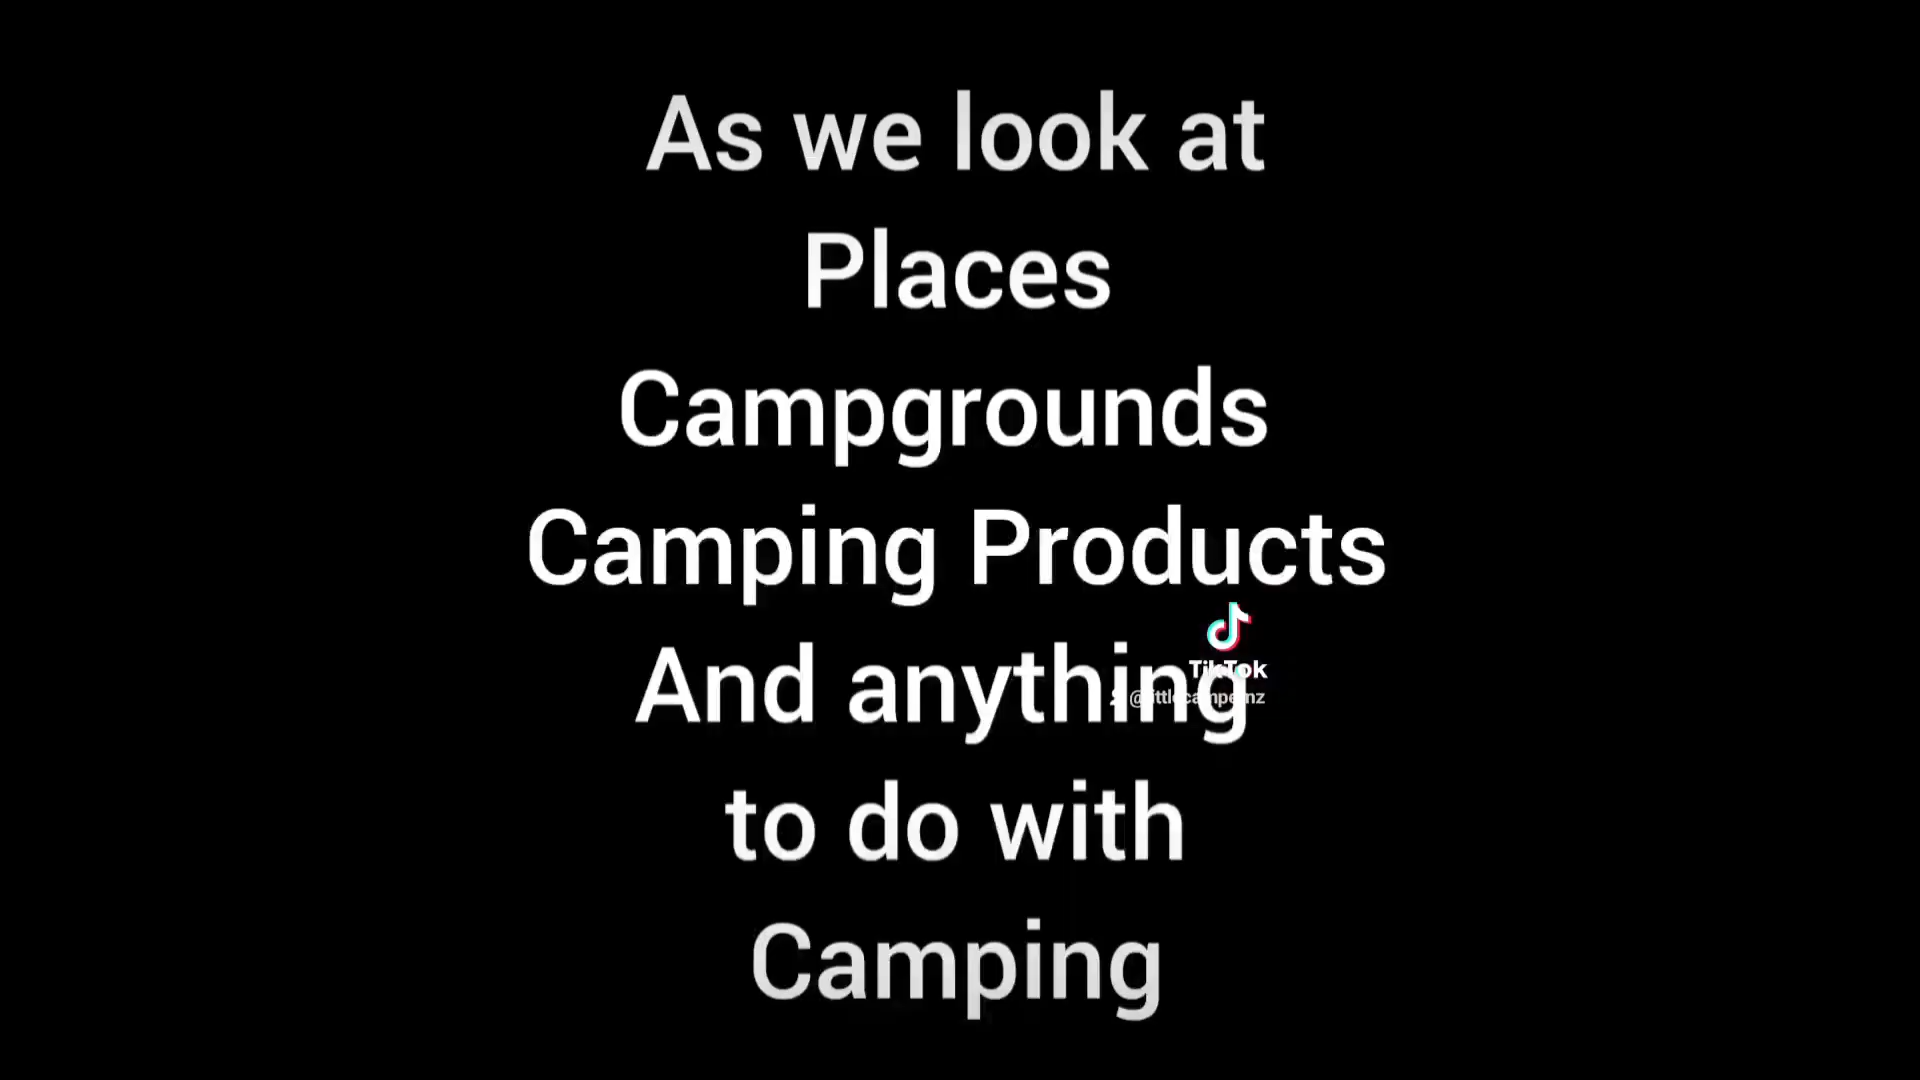 As we look at
Places
Campgrounds
Camping Products
And anything
to do with
Camping
TikTok